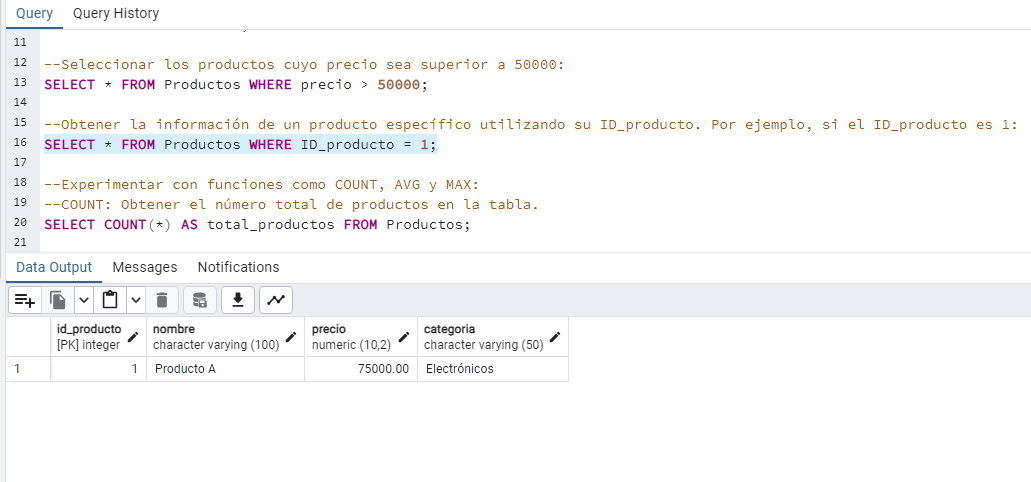 Query Query History
11
12 --Seleccionar los productos cuyo precio sea superior a 50000:
13 SELECT * FROM Productos WHERE precio > 50000;
14
15 --Obtener la información de un producto específico utilizando su ID_producto. Por ejemplo, si el ID_producto es 1:
16 SELECT * FROM Productos WHERE ID_producto = 1;
17
18 --Experimentar con funciones como COUNT, AVG y MAX:
19 --COUNT: Obtener el número total de productos en la tabla.
20 SELECT COUNT(*) AS total_productos FROM Productos;
21
Data Output Messages Notifications
id_producto nombre precio categoria
[PK] integer character varying (100) numeric (10,2) character varying (50)
1 1 Producto A 75000.00 Electrónicos